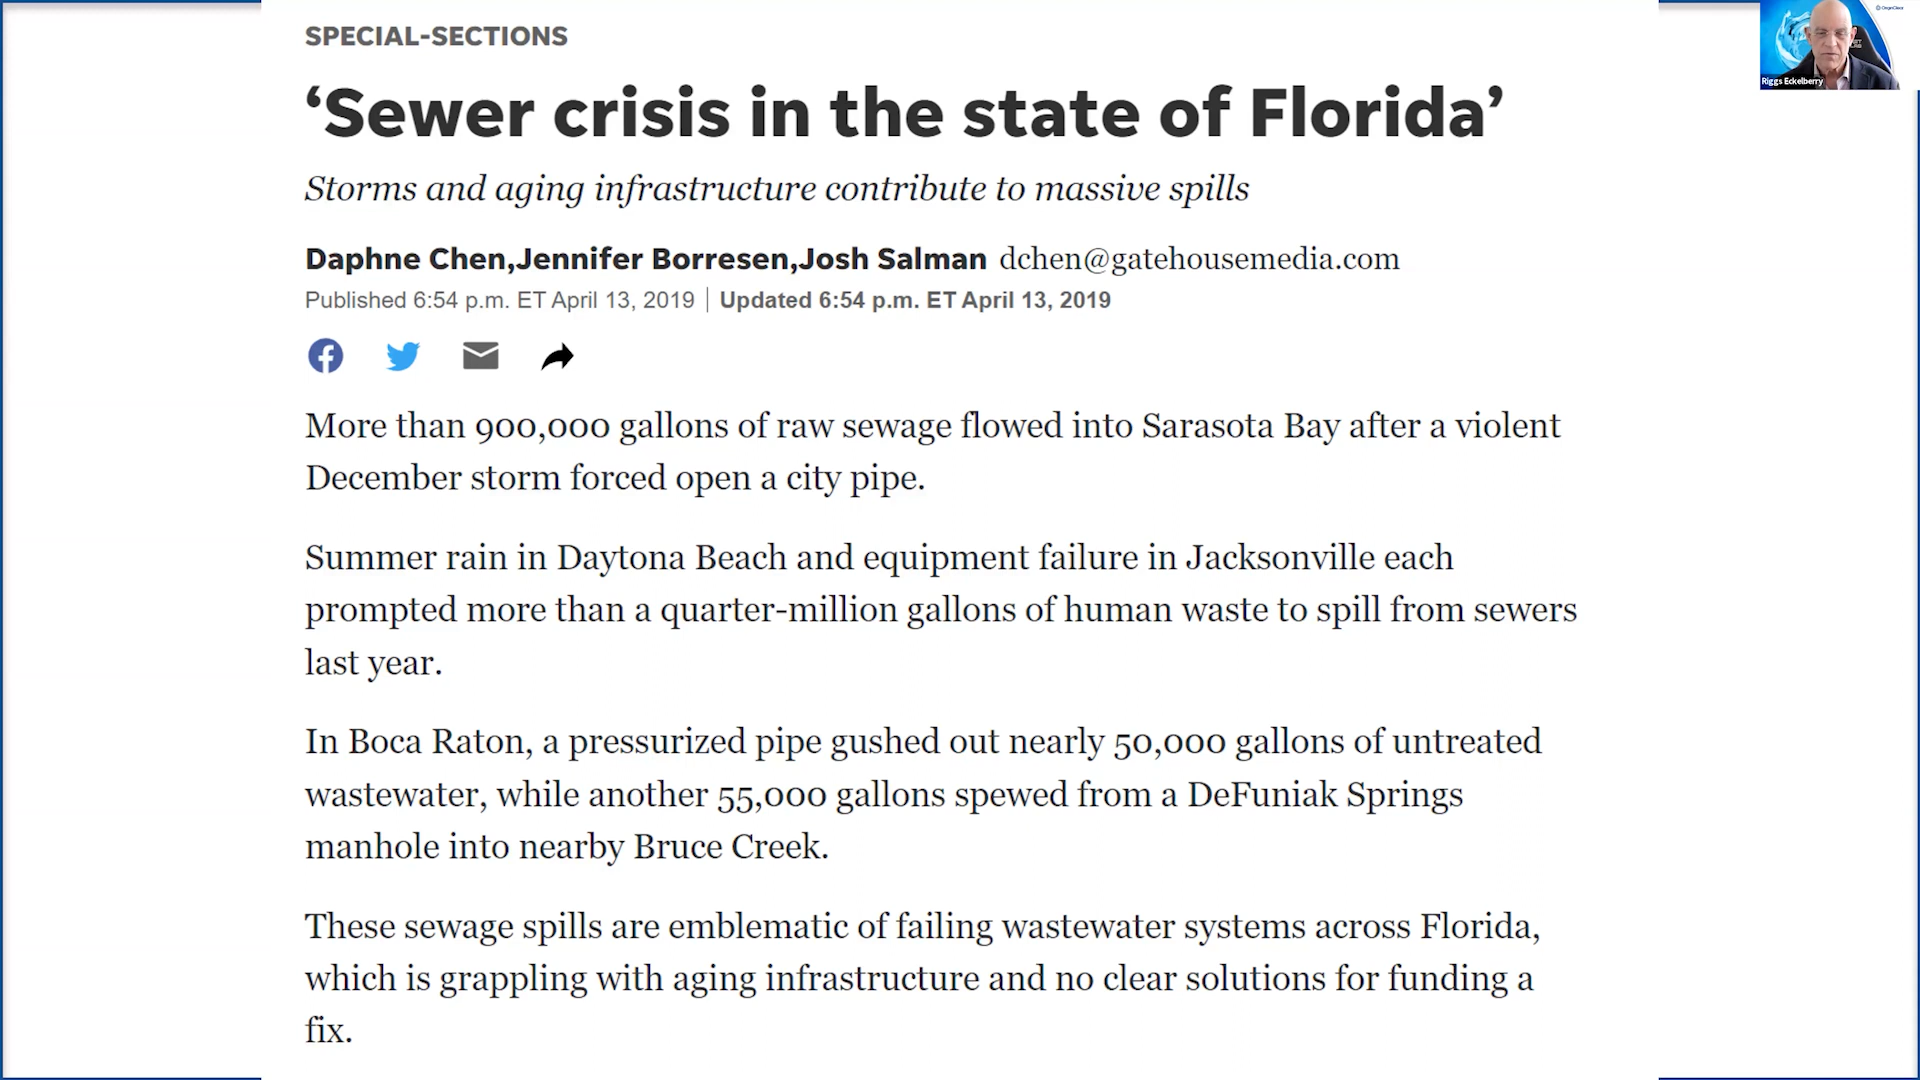 SPECIAL-SECTIONS
‘Sewer crisis in the state of Florida’
Storms and aging infrastructure contribute to massive spills
Daphne Chen,Jennifer Borresen,Josh Salman dchen@gatehousemedia.com
Published 6:54 p.m. ET April 13, 2019 | Updated 6:54 p.m. ET April 13, 2019
More than 900,000 gallons of raw sewage flowed into Sarasota Bay after a violent
December storm forced open a city pipe.
Summer rain in Daytona Beach and equipment failure in Jacksonville each
prompted more than a quarter-million gallons of human waste to spill from sewers
last year.
In Boca Raton, a pressurized pipe gushed out nearly 50,000 gallons of untreated
wastewater, while another 55,000 gallons spewed from a DeFuniak Springs
manhole into nearby Bruce Creek.
These sewage spills are emblematic of failing wastewater systems across Florida,
which is grappling with aging infrastructure and no clear solutions for funding a
fix.
OriginClear
Riggs Eckelberry